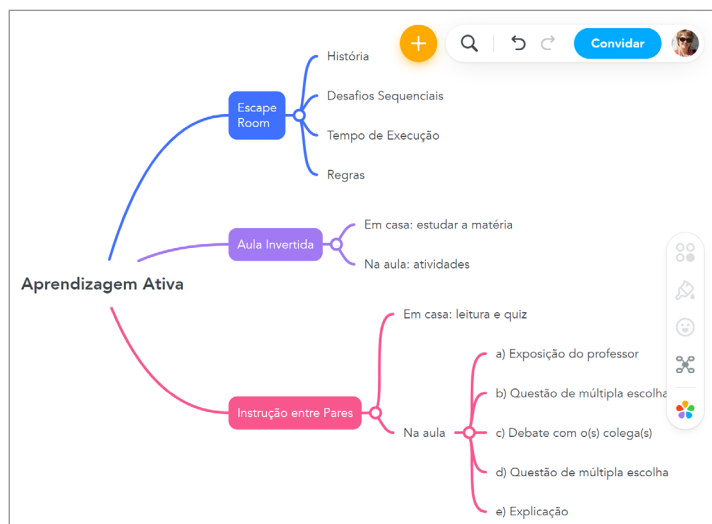 Convidar
História
Desafios Sequenciais
Escape
Room
Tempo de Execução
Regras
Em casa: estudar a matéria
Aula Invertida
Na aula: atividades
Aprendizagem Ativa
Em casa: leitura e quiz
a) Exposição do professor
b) Questão de múltipla escolha
Instrução entre Pares
Na aula
c) Debate com o(s) colega(s)
d) Questão de múltipla escolha
e) Explicação